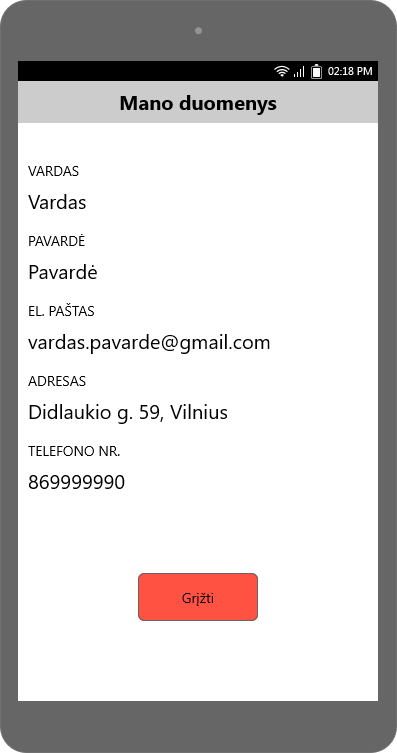 02:18 PM
Mano duomenys
VARDAS
Vardas
PAVARDĖ
Pavardė
EL. PAŠTAS
vardas.pavarde@gmail.com
ADRESAS
Didlaukio g. 59, Vilnius
TELEFONO NR.
869999990
Grįžti